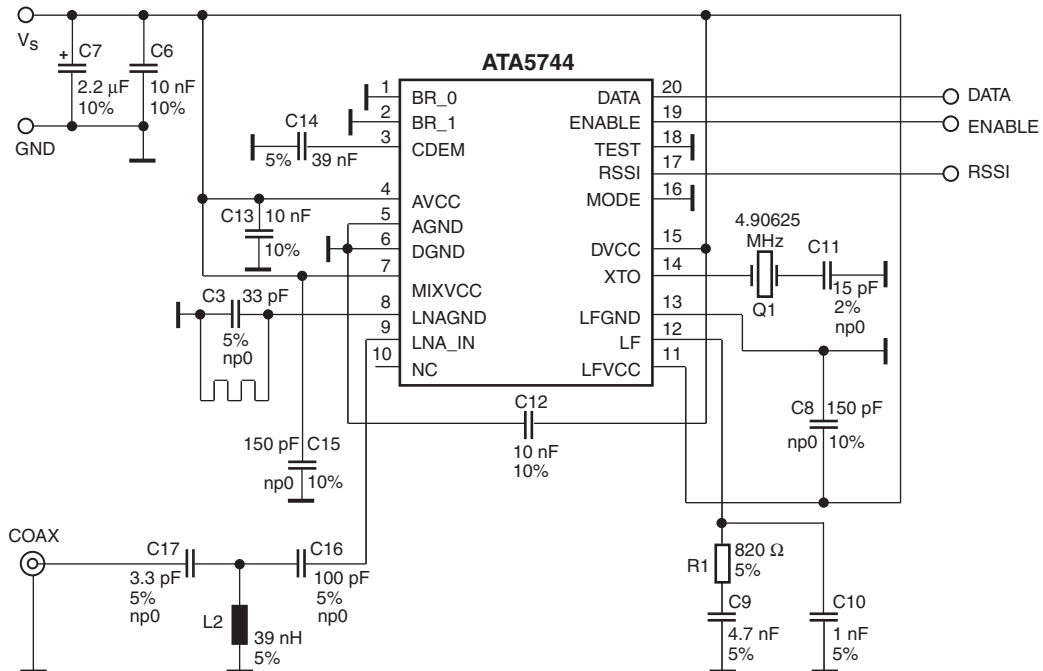 VS
+ C7
2.2 µF
10%
C6
10 nF
10%
GND
ATA5744
1
BR_0
2
BR_1
3
CDEM
C14
5%
39 nF
4
AVCC
5
AGND
C13
10 nF
10%
6
DGND
7
MIXVCC
8
LNAGND
C3
33 pF
5%
np0
9
LNA_IN
10
NC
20
DATA
DATA
19
ENABLE
ENABLE
18
TEST
17
RSSI
RSSI
16
MODE
15
DVCC
14
XTO
4.90625
MHz
Q1
C11
15 pF
2%
np0
13
LFGND
12
LF
11
LFVCC
C12
10 nF
10%
C8
150 pF
np0
10%
150 pF
C15
np0
10%
COAX
C17
3.3 pF
5%
np0
C16
100 pF
5%
np0
L2
39 nH
5%
R1
820 Ω
5%
C9
4.7 nF
5%
C10
1 nF
5%